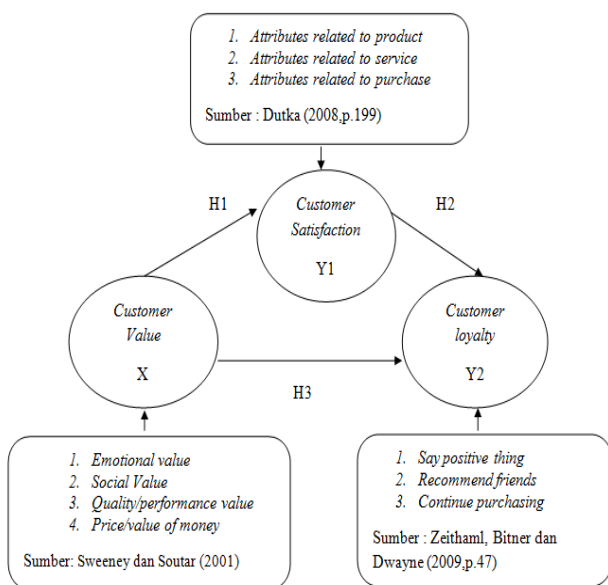 1. Attributes related to product
2. Attributes related to service
3. Attributes related to purchase
Sumber : Dutka (2008,p.199)
H1
Customer
Satisfaction
Y1
H2
Customer
Value
X
Customer
loyalty
Y2
H3
1. Emotional value
2. Social Value
3. Quality/performance value
4. Price/value of money
Sumber: Sweeney dan Soutar (2001)
1. Say positive thing
2. Recommend friends
3. Continue purchasing
Sumber : Zeithaml, Bitner dan
Dwayne (2009,p.47)